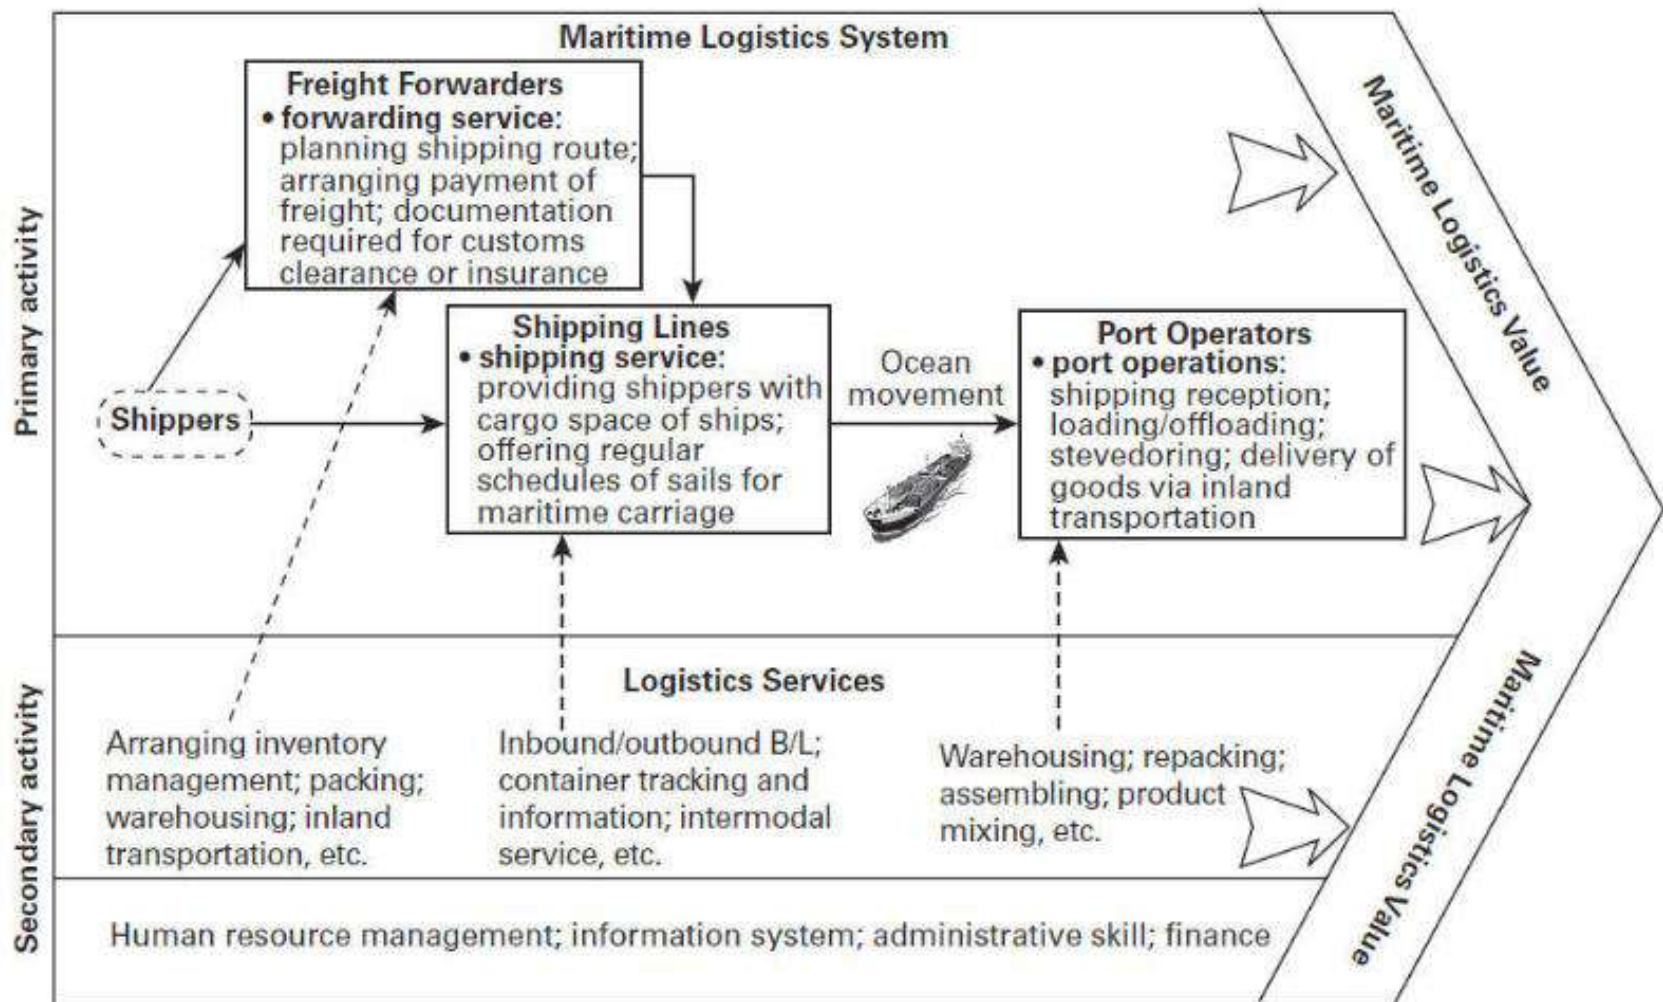 Maritime Logistics System
Primary activity
Freight Forwarders
• forwarding service:
planning shipping route;
arranging payment of
freight; documentation
required for customs
clearance or insurance
Shippers
Shipping Lines
• shipping service:
providing shippers with
cargo space of ships;
offering regular
schedules of sails for
maritime carriage
Ocean
movement
Port Operators
• port operations:
shipping reception;
loading/offloading;
stevedoring; delivery of
goods via inland
transportation
Maritime Logistics Value
Secondary activity
Logistics Services
Arranging inventory
management; packing;
warehousing; inland
transportation, etc.
Inbound/outbound B/L;
container tracking and
information; intermodal
service, etc.
Warehousing; repacking;
assembling; product
mixing, etc.
Maritime Logistics Value
Human resource management; information system; administrative skill; finance